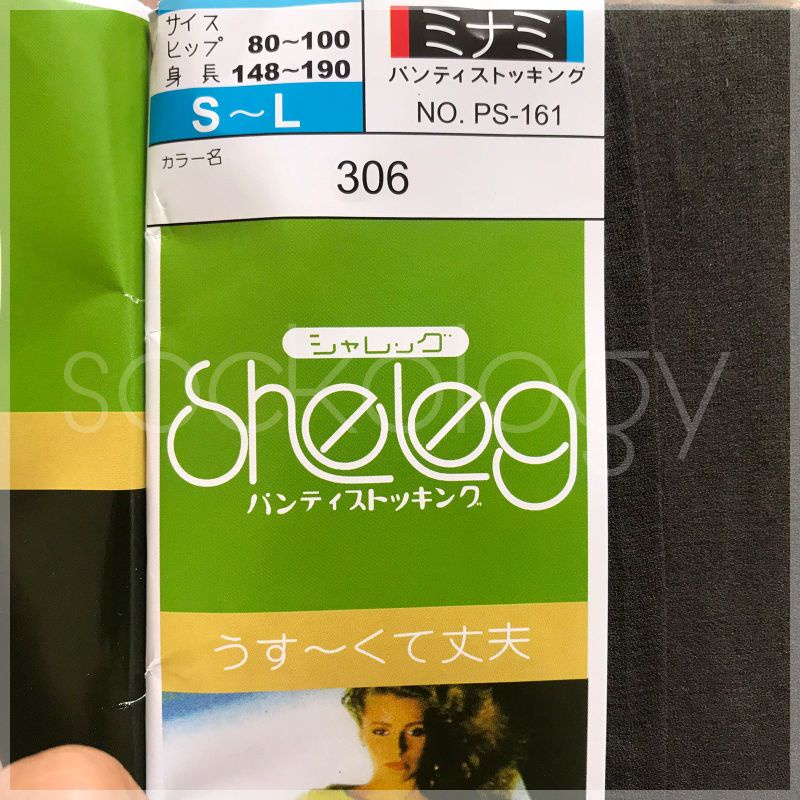 サイズ
ヒップ 80~100
身長 148~190
S~L
ミナミ
パンティストッキング
NO. PS-161
カラー名
306
シャレッグ
Sheleg
パンティストッキング
うす~くて丈夫
sockology